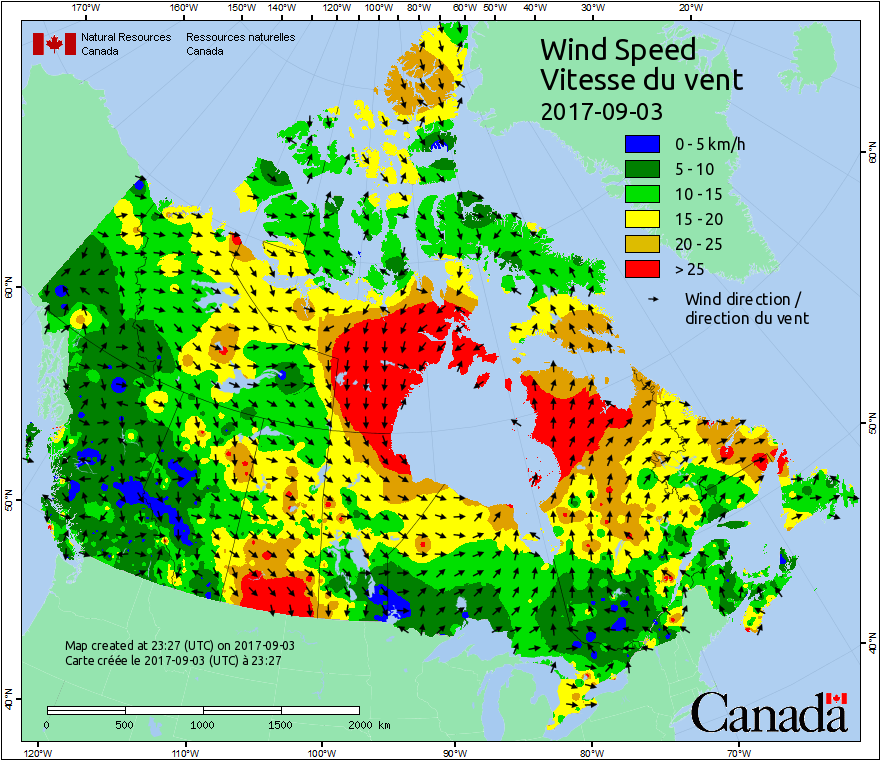 170°W 160°W 150°W 140°W 130°W 120°W 110°W 100°W 90°W 80°W 70°W 60°W 50°W 40°W 30°W 20°W
Natural Resources Ressources naturelles
Canada Canada
Wind Speed
Vitesse du vent
2017-09-03
0 - 5 km/h
5 - 10
10 - 15
15 - 20
20 - 25
> 25
Wind direction /
direction du vent
60°N
60°N
50°N
50°N
40°N
40°N
Map created at 23:27 (UTC) on 2017-09-03
Carte créée le 2017-09-03 (UTC) à 23:27
0 500 1000 1500 2000 km
Canada
120°W 110°W 100°W 90°W 80°W 70°W